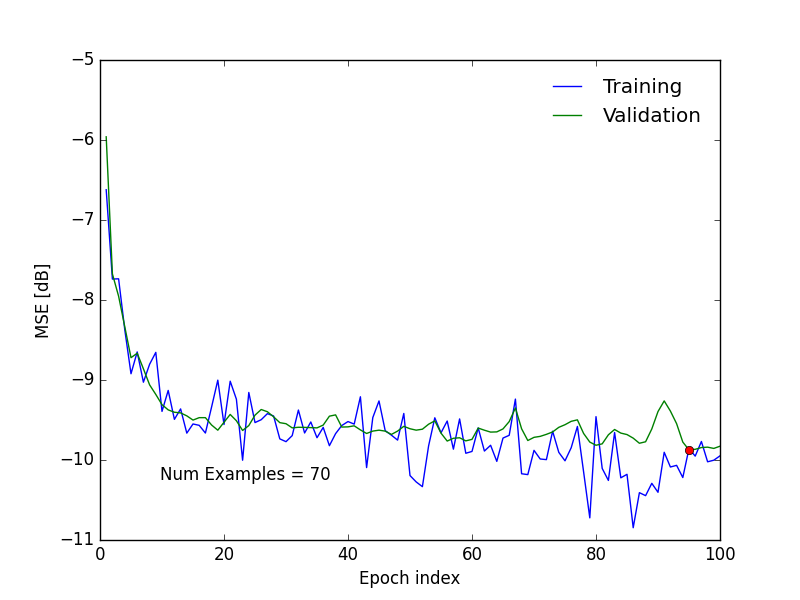 −5
−6
−7
−8
−9
−10
−11
MSE [dB]
Training
Validation
Num Examples = 70
0 20 40 60 80 100
Epoch index